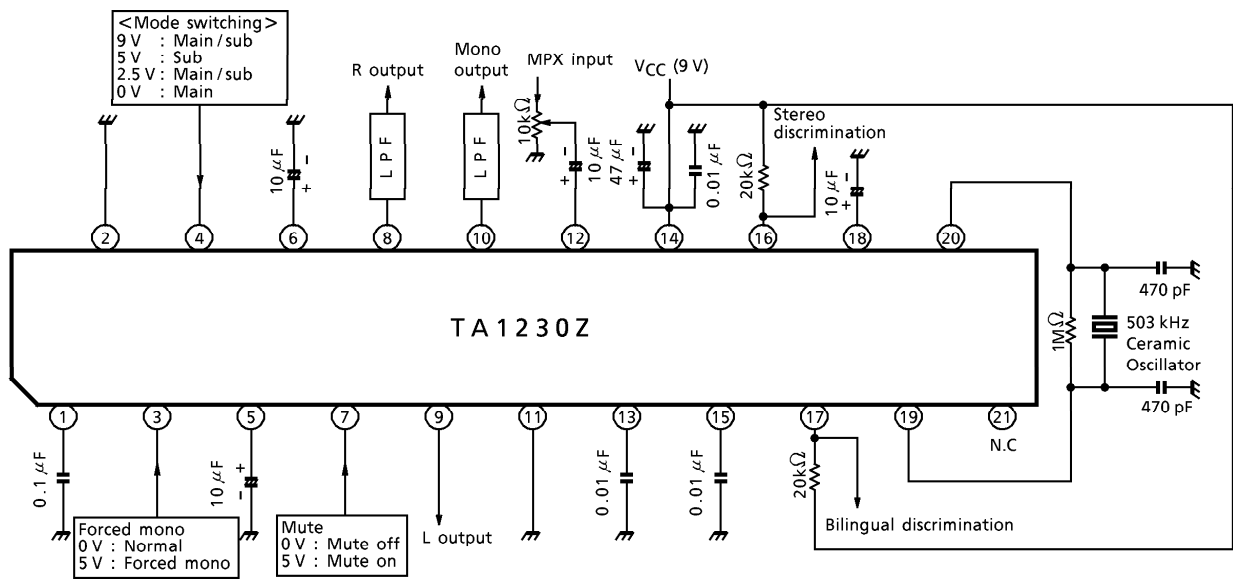 <Mode switching>
9 V : Main / sub
5 V : Sub
2.5 V : Main / sub
0 V : Main
R output
Mono
output
MPX input
VCC (9 V)
Stereo
discrimination
10 μF
- +
LPF
LPF
10kΩ
- +
10 μF
47 μF
- +
0.01 μF
20kΩ
10 μF
- +
2
4
6
8
10
12
14
16
18
20
TA1230Z
470 pF
1MΩ
503 kHz
Ceramic
Oscillator
470 pF
1
3
5
7
9
11
13
15
17
19
21
N.C
0.1 μF
10 μF
+ -
0.01 μF
0.01 μF
20kΩ
Forced mono
0 V : Normal
5 V : Forced mono
Mute
0 V : Mute off
5 V : Mute on
L output
Bilingual discrimination